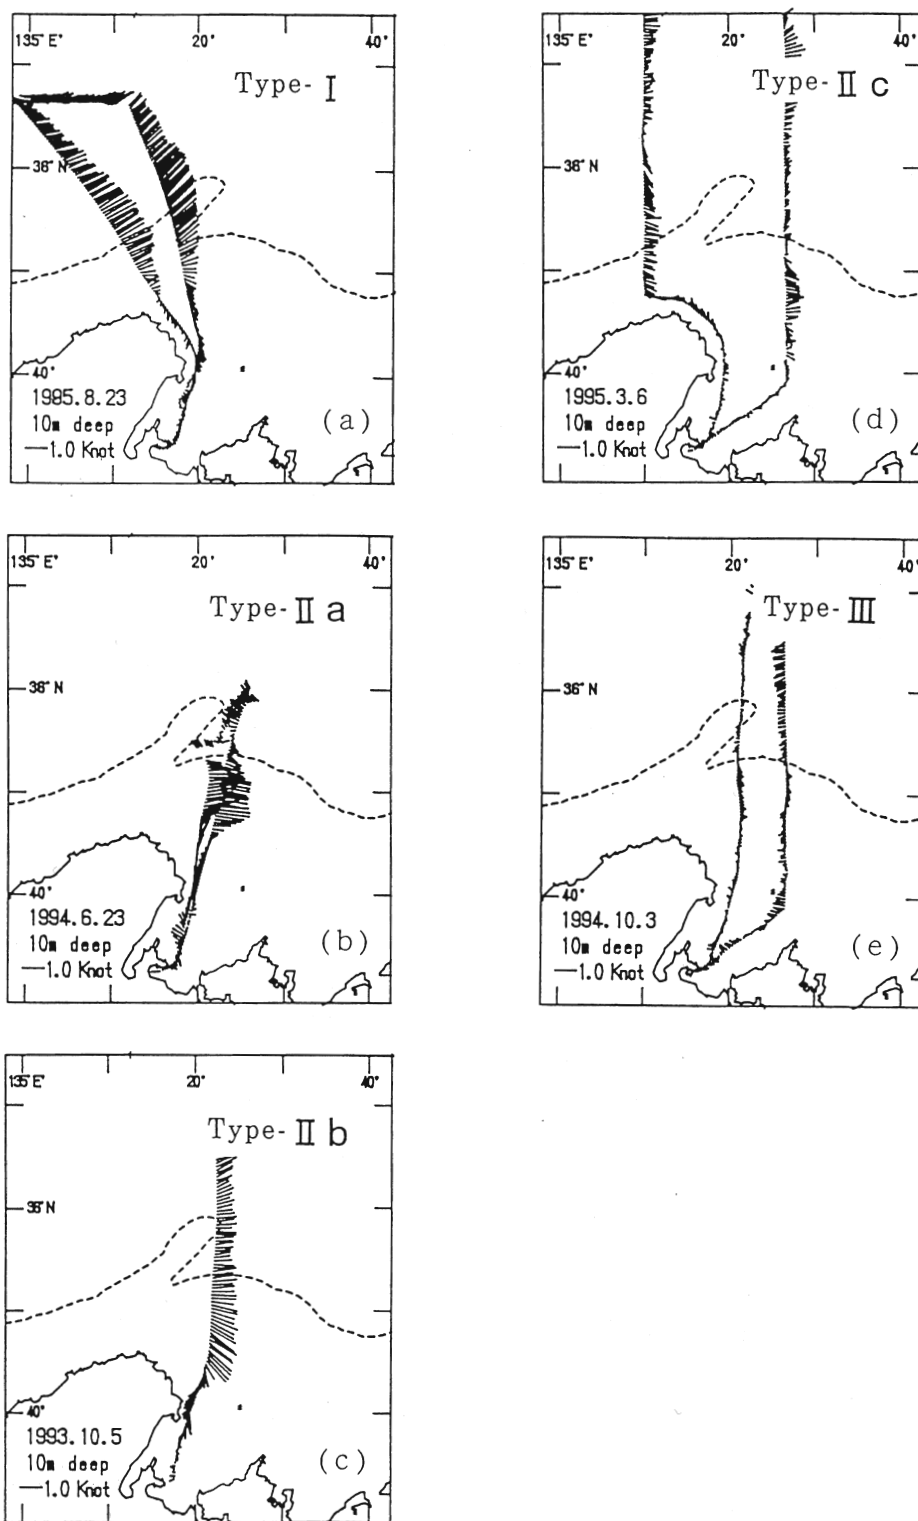 135°E
20°
40°
Type-Ⅰ
36°N
40°
1995.8.23
10m deep
—1.0 Knot
(a)
135°E
20°
40°
Type-Ⅱc
36°N
40°
1995.3.6
10m deep
—1.0 Knot
(d)
135°E
20°
40°
Type-Ⅱa
36°N
40°
1994.6.23
10m deep
—1.0 Knot
(b)
135°E
20°
40°
Type-Ⅲ
36°N
40°
1994.10.3
10m deep
—1.0 Knot
(e)
135°E
20°
40°
Type-Ⅱb
36°N
40°
1993.10.5
10m deep
—1.0 Knot
(c)